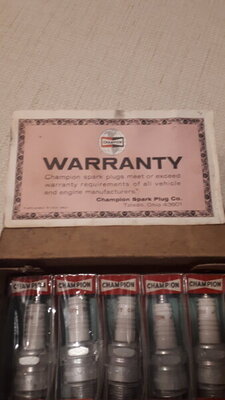 CHAMPION
WARRANTY
Champion spark plugs meet or exceed
warranty requirements of all vehicle
and engine manufacturers.
Champion Spark Plug Co.
Toledo, Ohio 43601
CHAMPION
CHAMPION
CHAMPION
CHAMPION
CHAMPION